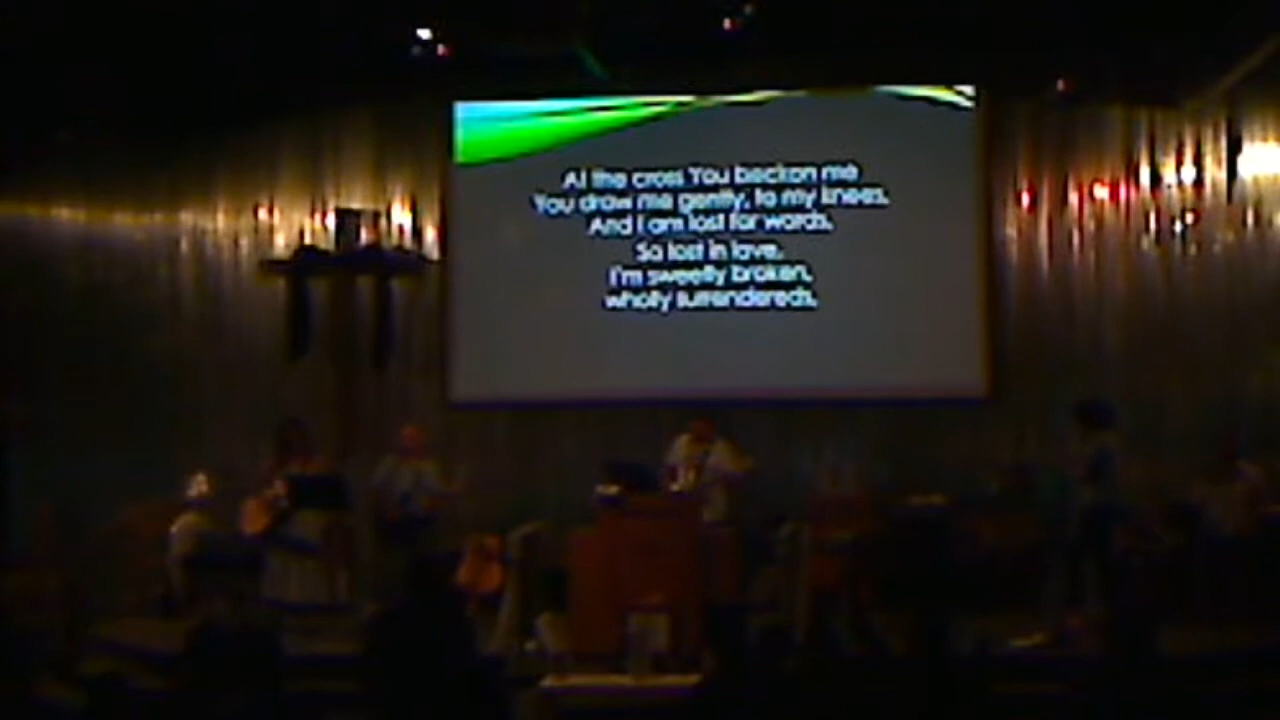 At the cross You beckon me
You draw me gently, to my knees.
And I am lost for words.
So lost in love.
I'm sweetly broken,
wholly surrendereds.